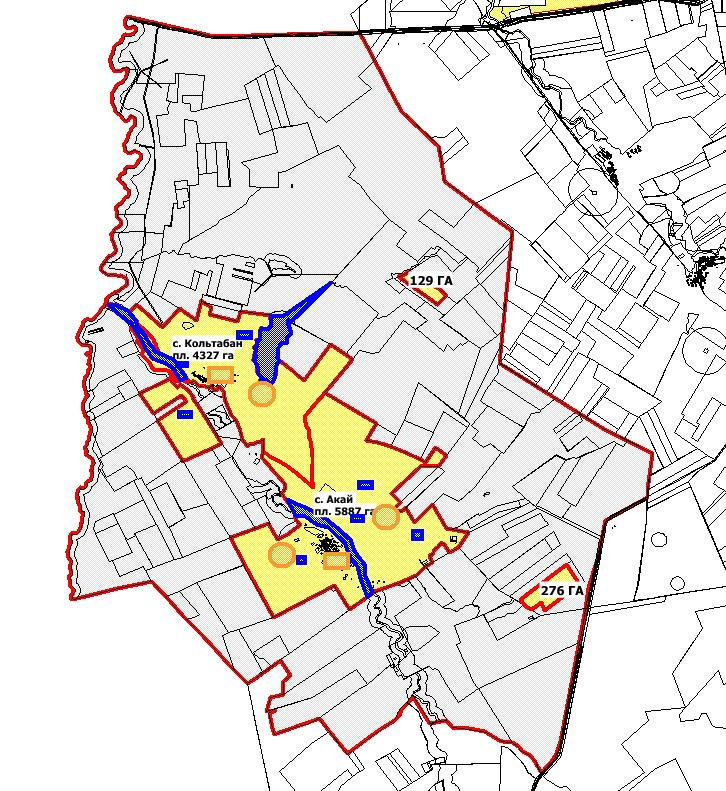 129 ГА
с. Кольтабан
пл. 4327 га
с. Акай
пл. 5887 га
276 ГА